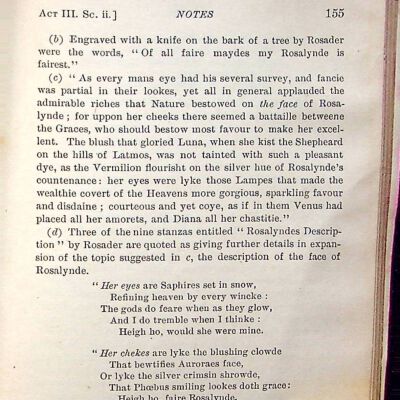 ACT III. Sc. ii.] NOTES 155
(b) Engraved with a knife on the bark of a tree by Rosader
were the words, "Of all faire maydes my Rosalynde is
fairest."
(c) "As every mans eye had his several survey, and fancie
was partial in their lookes, yet all in general applauded the
admirable riches that Nature bestowed on the face of Rosa-
lynde; for uppon her cheeks there seemed a battaille betweene
the Graces, who should bestow most favour to make her excel-
lent. The blush that gloried Luna, when she kist the Shepheard
on the hills of Latmos, was not tainted with such a pleasant
dye, as the Vermilion flourisht on the silver hue of Rosalynde's
countenance: her eyes were lyke those Lampes that made the
wealthie covert of the Heavens more gorgious, sparkling favour
and disdaine; courteous and yet coye, as if in them Venus had
placed all her amorets, and Diana all her chastitie."
(d) Three of the nine stanzas entitled "Rosalyndes Descrip-
tion" by Rosader are quoted as giving further details in expan-
sion of the topic suggested in c, the description of the face of
Rosalynde.
"Her eyes are Saphires set in snow,
Refining heaven by every wincke:
The gods do feare when as they glow,
And I do tremble when I thinke
Heigh ho, would she were mine.
"Her chekes are lyke the blushing clowde
That bewtifies Auroraes face,
Or lyke the silver crimsin shrowde,
That Phœbus smiling lookes doth grace:
Heigh ho, faire Rosalynde.